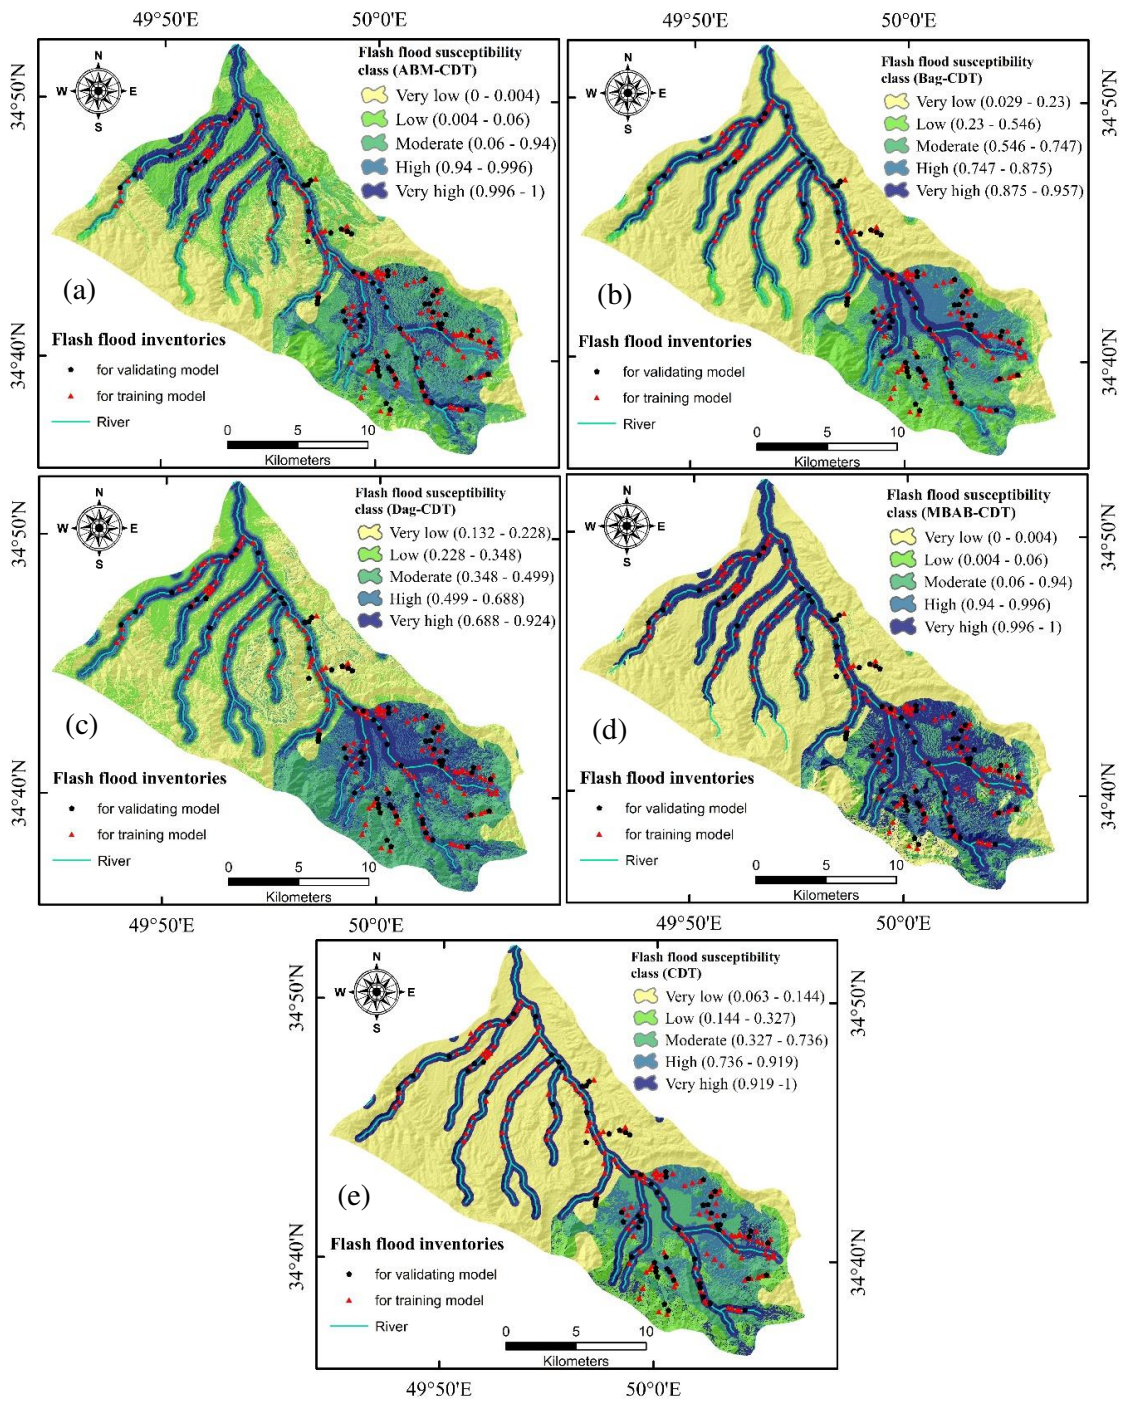 49°50'E 50°0'E
34°50'N
34°40'N
N
W E
S
Flash flood susceptibility
class (ABM-CDT)
Very low (0 - 0.004)
Low (0.004 - 0.06)
Moderate (0.06 - 0.94)
High (0.94 - 0.996)
Very high (0.996 - 1)
(a)
Flash flood inventories
for validating model
for training model
River
0 5 10
Kilometers
49°50'E 50°0'E
34°50'N
34°40'N
N
W E
S
Flash flood susceptibility
class (Bag-CDT)
Very low (0.029 - 0.23)
Low (0.23 - 0.546)
Moderate (0.546 - 0.747)
High (0.747 - 0.875)
Very high (0.875 - 0.957)
(b)
Flash flood inventories
for validating model
for training model
River
0 5 10
Kilometers
34°50'N
34°40'N
N
W E
S
Flash flood susceptibility
class (Dag-CDT)
Very low (0.132 - 0.228)
Low (0.228 - 0.348)
Moderate (0.348 - 0.499)
High (0.499 - 0.688)
Very high (0.688 - 0.924)
(c)
Flash flood inventories
for validating model
for training model
River
0 5 10
Kilometers
49°50'E 50°0'E
34°50'N
34°40'N
N
W E
S
Flash flood susceptibility
class (MBAB-CDT)
Very low (0 - 0.004)
Low (0.004 - 0.06)
Moderate (0.06 - 0.94)
High (0.94 - 0.996)
Very high (0.996 - 1)
(d)
Flash flood inventories
for validating model
for training model
River
0 5 10
Kilometers
49°50'E 50°0'E
34°50'N
34°40'N
N
W E
S
Flash flood susceptibility
class (CDT)
Very low (0.063 - 0.144)
Low (0.144 - 0.327)
Moderate (0.327 - 0.736)
High (0.736 - 0.919)
Very high (0.919 -1)
34°50'N
34°40'N
(e)
Flash flood inventories
for validating model
for training model
River
0 5 10
Kilometers
49°50'E 50°0'E